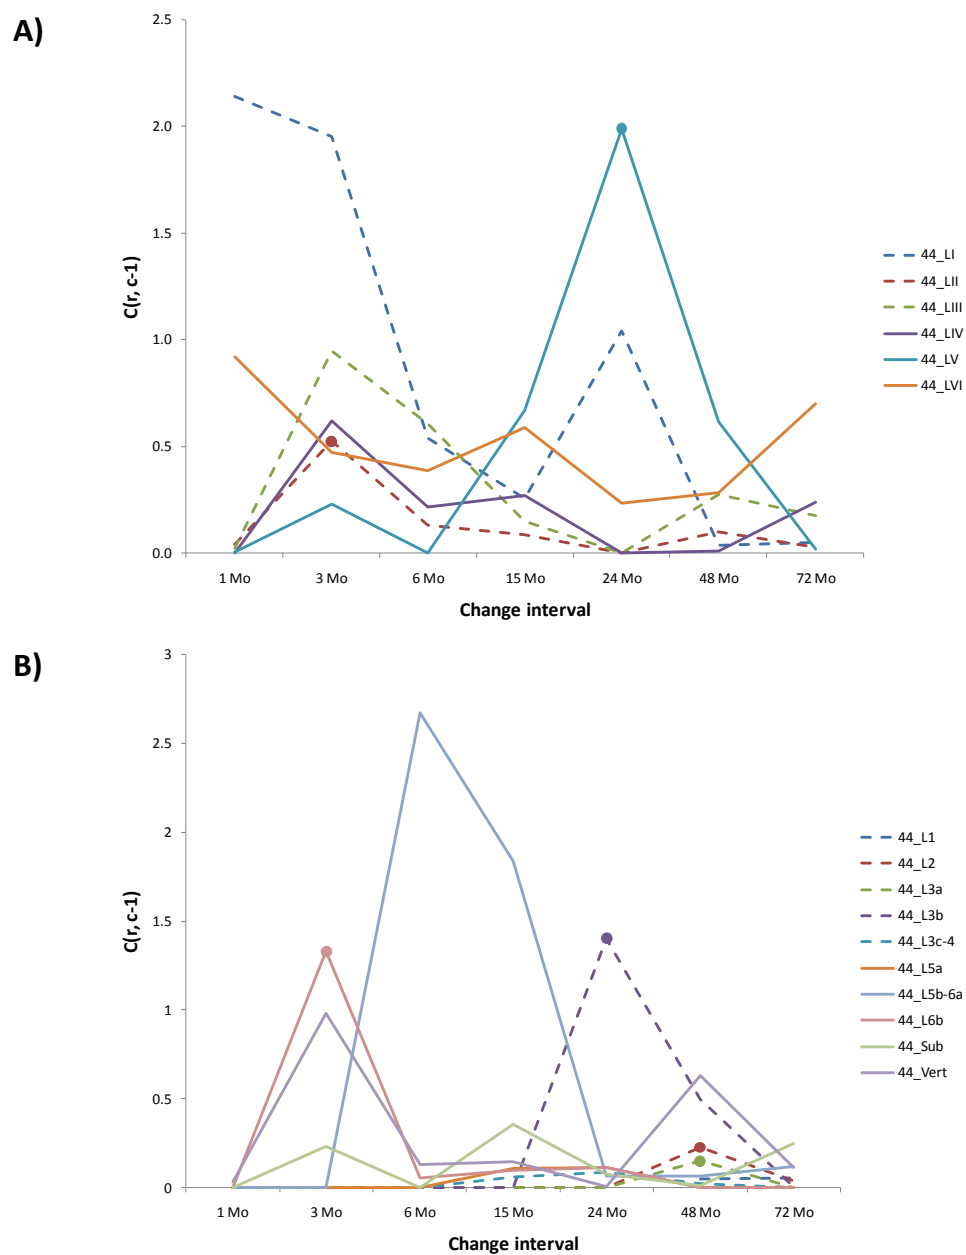 A)
2.5
2.0
1.5
1.0
0.5
0.0
C(r, c-1)
1 Mo 3 Mo 6 Mo 15 Mo 24 Mo 48 Mo 72 Mo
Change interval
44_LI
44_LII
44_LIII
44_LIV
44_LV
44_LVI
B)
3
2.5
2
1.5
1
0.5
0
C(r, c-1)
1 Mo 3 Mo 6 Mo 15 Mo 24 Mo 48 Mo 72 Mo
Change interval
44_L1
44_L2
44_L3a
44_L3b
44_L3c-4
44_L5a
44_L5b-6a
44_L6b
44_Sub
44_Vert